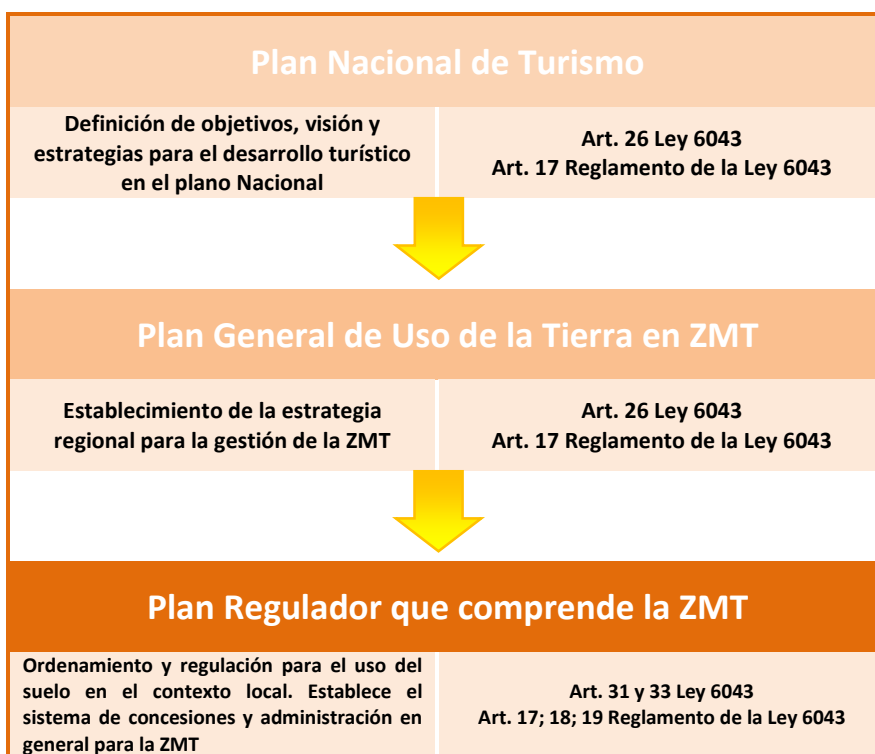 Plan Nacional de Turismo
Definición de objetivos, visión y
estrategias para el desarrollo turístico
en el plano Nacional
Art. 26 Ley 6043
Art. 17 Reglamento de la Ley 6043
Plan General de Uso de la Tierra en ZMT
Establecimiento de la estrategia
regional para la gestión de la ZMT
Art. 26 Ley 6043
Art. 17 Reglamento de la Ley 6043
Plan Regulador que comprende la ZMT
Ordenamiento y regulación para el uso del
suelo en el contexto local. Establece el
sistema de concesiones y administración en
general para la ZMT
Art. 31 y 33 Ley 6043
Art. 17; 18; 19 Reglamento de la Ley 6043